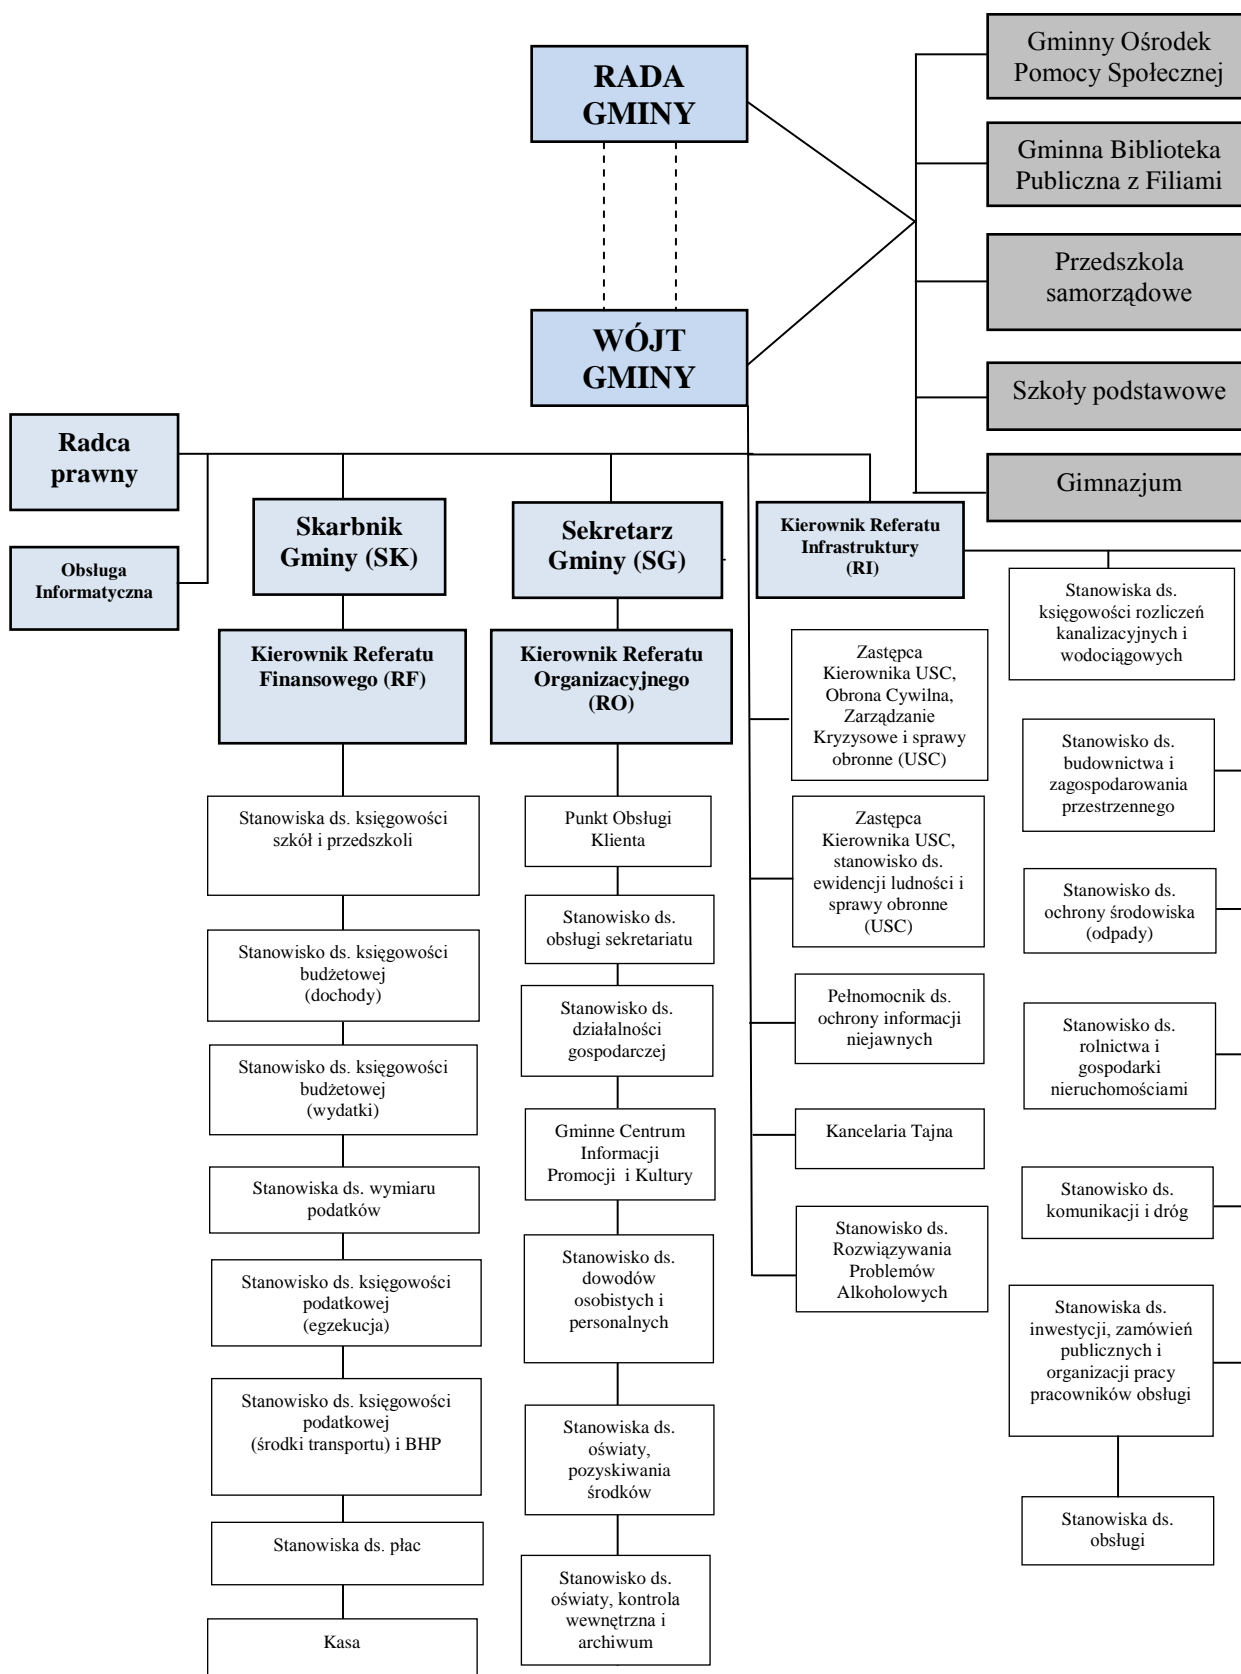 RADA
GMINY
WÓJT
GMINY
Gminny Ośrodek
Pomocy Społecznej
Gminna Biblioteka
Publiczna z Filiami
Przedszkola
samorządowe
Szkoły podstawowe
Gimnazjum
Radca
prawny
Obsługa
Informatyczna
Skarbnik
Gminy (SK)
Kierownik Referatu
Finansowego (RF)
Stanowiska ds. księgowości
szkół i przedszkoli
Stanowisko ds. księgowości
budżetowej
(dochody)
Stanowisko ds. księgowości
budżetowej
(wydatki)
Stanowiska ds. wymiaru
podatków
Stanowisko ds. księgowości
podatkowej
(egzekucja)
Stanowisko ds. księgowości
podatkowej
(środki transportu) i BHP
Stanowiska ds. płac
Kasa
Sekretarz
Gminy (SG)
Kierownik Referatu
Organizacyjnego
(RO)
Punkt Obsługi
Klienta
Stanowisko ds.
obsługi sekretariatu
Stanowisko ds.
działalności
gospodarczej
Gminne Centrum
Informacji
Promocji i Kultury
Stanowisko ds.
dowodów
osobistych i
personalnych
Stanowiska ds.
oświaty,
pozyskiwania
środków
Stanowisko ds.
oświaty, kontrola
wewnętrzna i
archiwum
Kierownik Referatu
Infrastruktury
(RI)
Zastępca
Kierownika USC,
Obrona Cywilna,
Zarządzanie
Kryzysowe i sprawy
obronne (USC)
Zastępca
Kierownika USC,
stanowisko ds.
ewidencji ludności i
sprawy obronne
(USC)
Pełnomocnik ds.
ochrony informacji
niejawnych
Kancelaria Tajna
Stanowisko ds.
Rozwiązywania
Problemów
Alkoholowych
Stanowiska ds.
księgowości rozliczeń
kanalizacyjnych i
wodociągowych
Stanowisko ds.
budownictwa i
zagospodarowania
przestrzennego
Stanowisko ds.
ochrony środowiska
(odpady)
Stanowisko ds.
rolnictwa i
gospodarki
nieruchomościami
Stanowisko ds.
komunikacji i dróg
Stanowiska ds.
inwestycji, zamówień
publicznych i
organizacji pracy
pracowników obsługi
Stanowiska ds.
obsługi